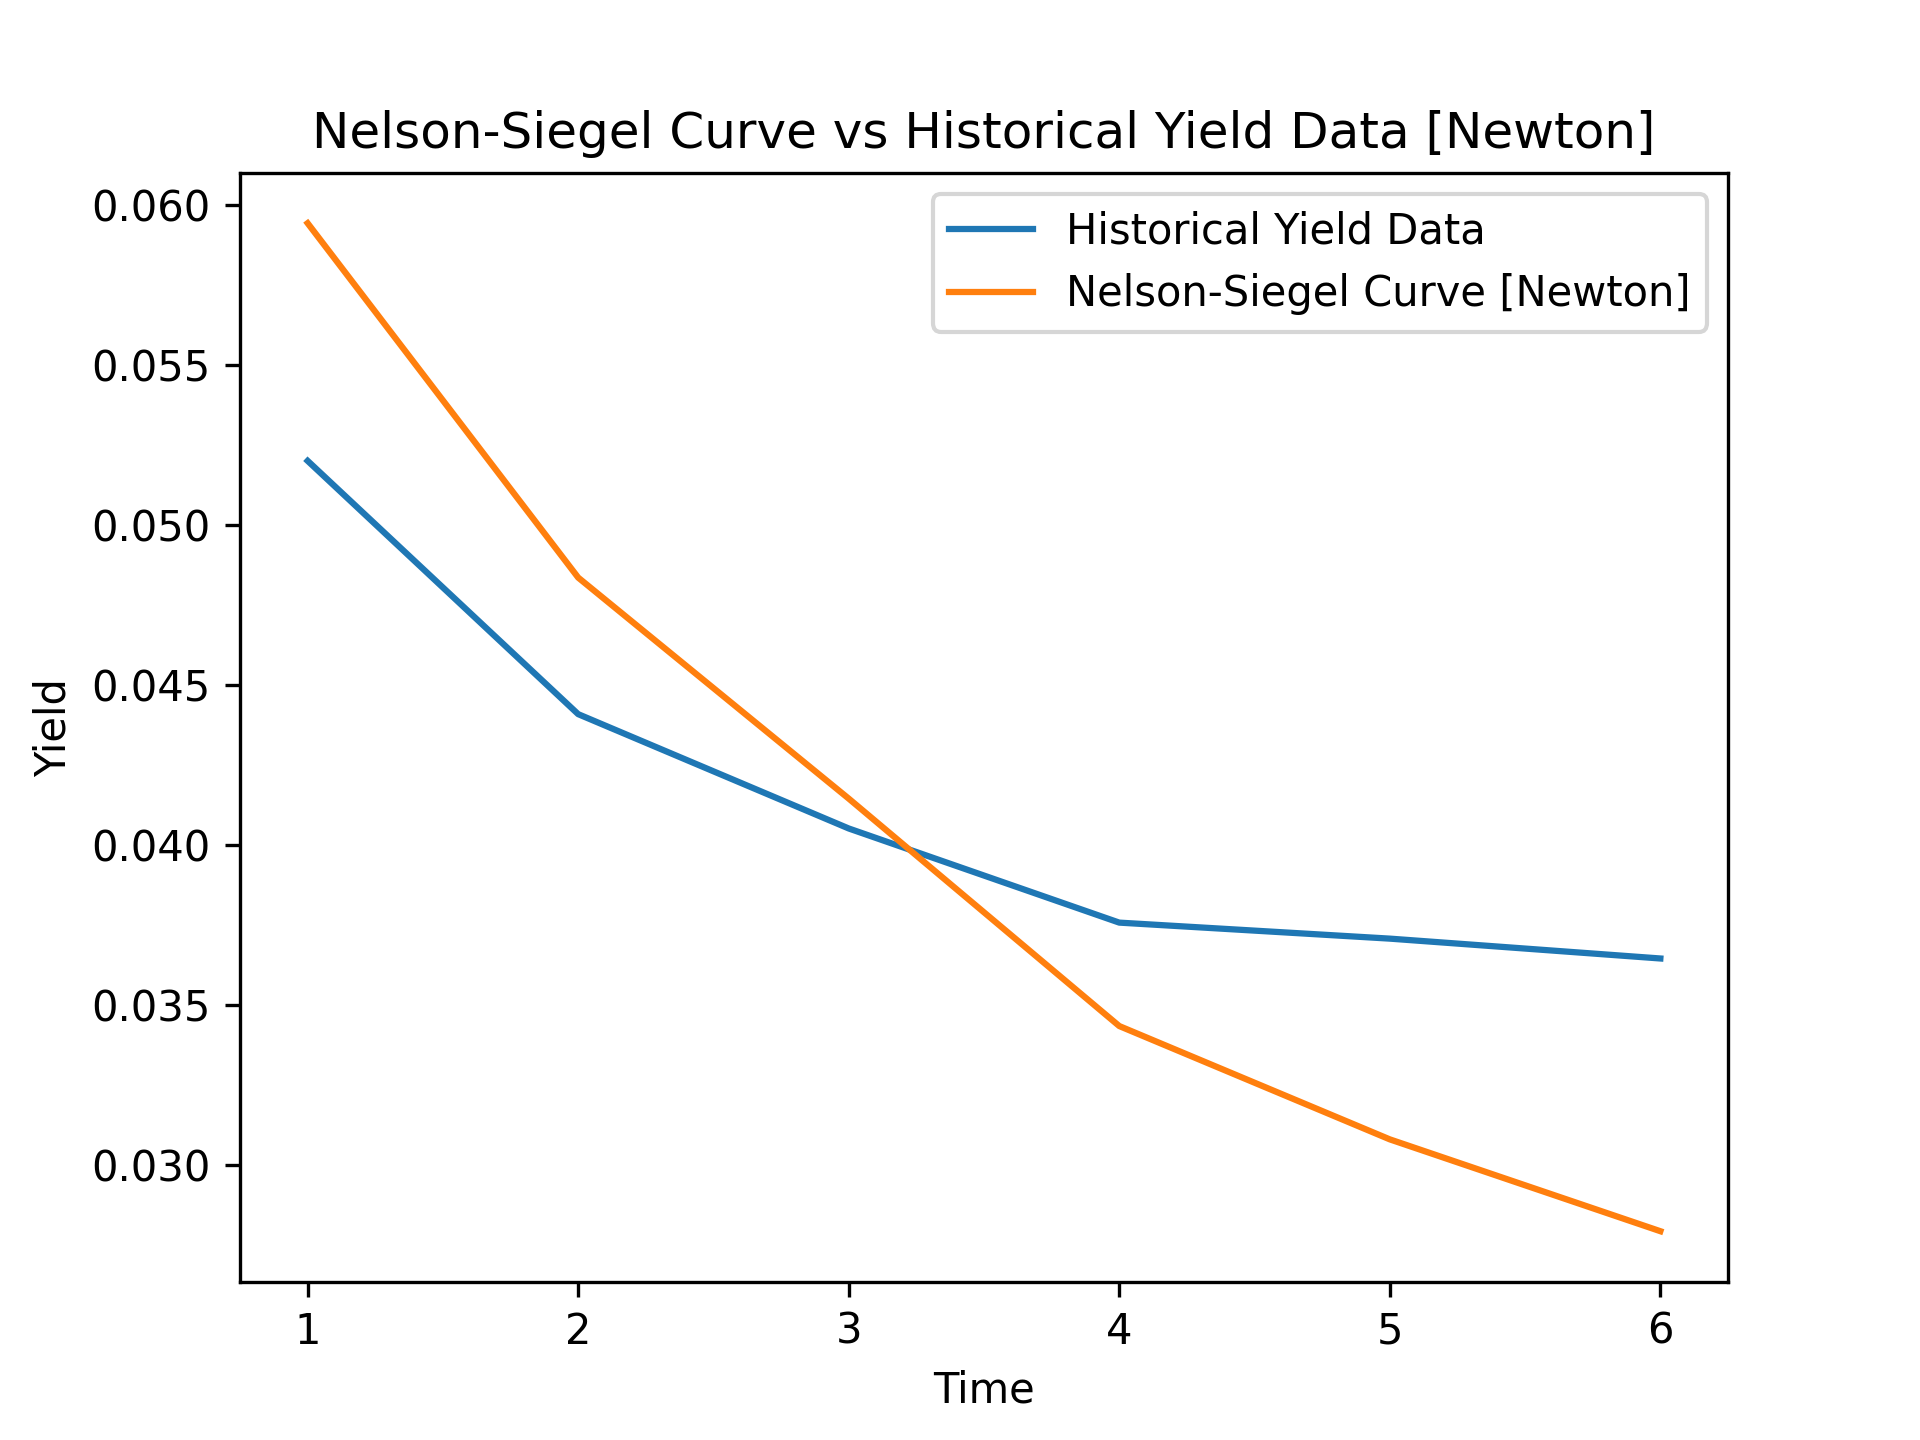 Nelson-Siegel Curve vs Historical Yield Data [Newton]
Historical Yield Data
Nelson-Siegel Curve [Newton]
0.060
0.055
0.050
0.045
0.040
0.035
0.030
Yield
1 2 3 4 5 6
Time